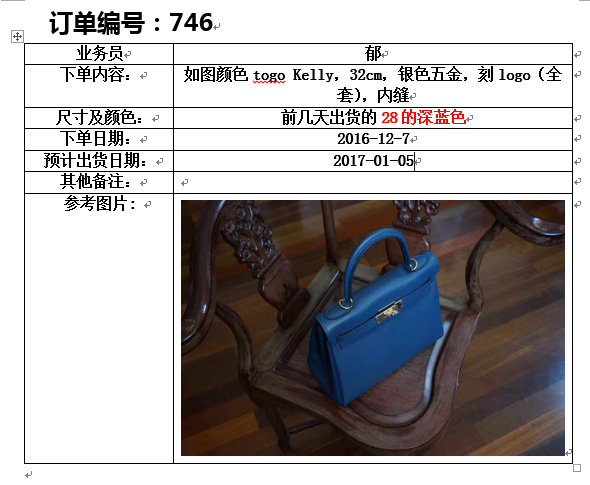 订单编号：746
业务员
郁
下单内容：
如图颜色 togo Kelly，32cm，银色五金，刻 logo（全
套），内缝
尺寸及颜色：
前几天出货的 28 的深蓝色
下单日期：
2016-12-7
预计出货日期：
2017-01-05
其他备注：
参考图片：